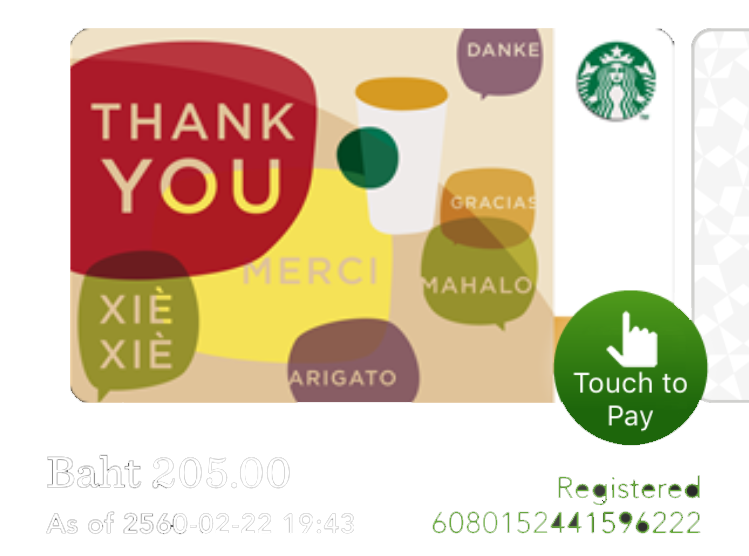 DANKE
THANK
YOU
GRACIAS
MERCI
MAHALO
XIÈ
XIÈ
ARIGATO
Touch to
Pay
Baht 205.00
As of 2560-02-22 19:43
Registered
6080152441596222